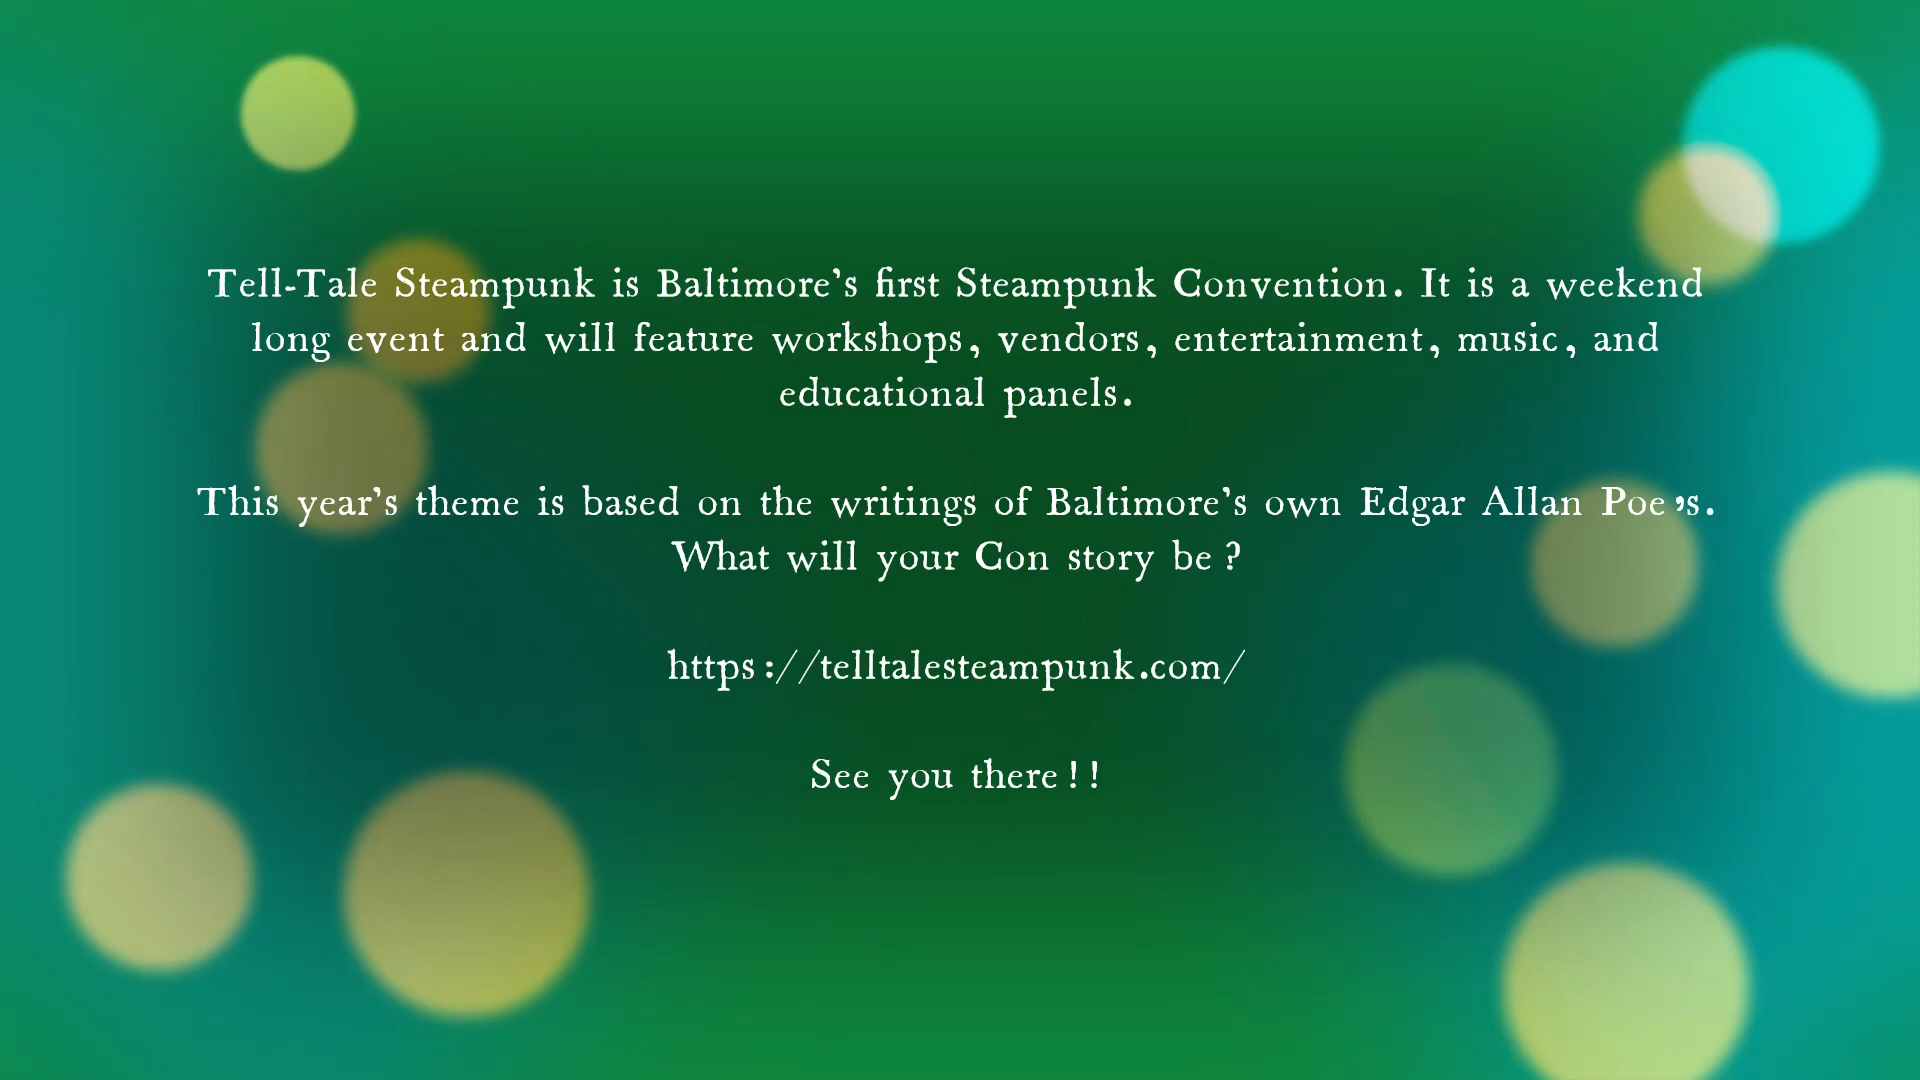 Tell-Tale Steampunk is Baltimore's first Steampunk Convention. It is a weekend
long event and will feature workshops, vendors, entertainment, music, and
educational panels.
This year's theme is based on the writings of Baltimore's own Edgar Allan Poe's.
What will your Con story be ?
https://telltalesteampunk.com/
See you there!!